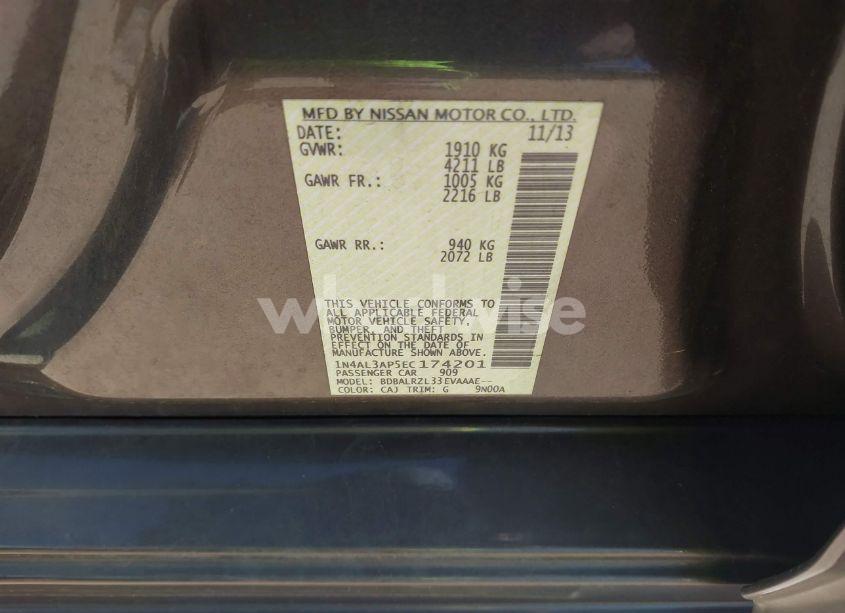 MFD BY NISSAN MOTOR CO., LTD.
DATE: 11/13
GVWR: 1910 KG
4211 LB
GAWR FR.: 1005 KG
2216 LB
GAWR RR.: 940 KG
2072 LB
THIS VEHICLE CONFORMS TO
ALL APPLICABLE FEDERAL
MOTOR VEHICLE SAFETY,
BUMPER, AND THEFT
PREVENTION STANDARDS IN
EFFECT ON THE DATE OF
MANUFACTURE SHOWN ABOVE.
1N4AL3AP5EC174201
PASSENGER CAR 909
MODEL: BDBALRZL33EVAAAE--
COLOR: CAJ TRIM: G 9N00A